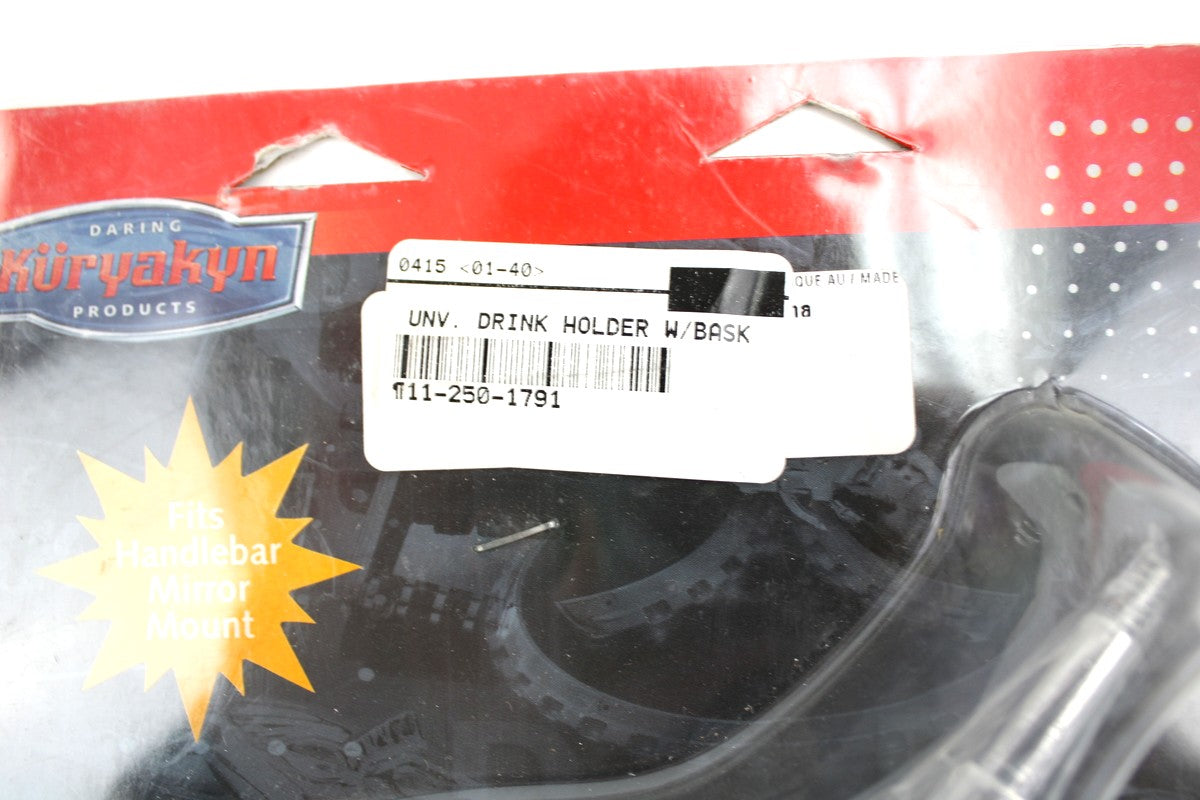 DARING
Küryakyn
PRODUCTS
0415 <01-40>
QUE AU / MADE
18
UNV. DRINK HOLDER W/BASK
¶11-250-1791
Fits
Handlebar
Mirror
Mount